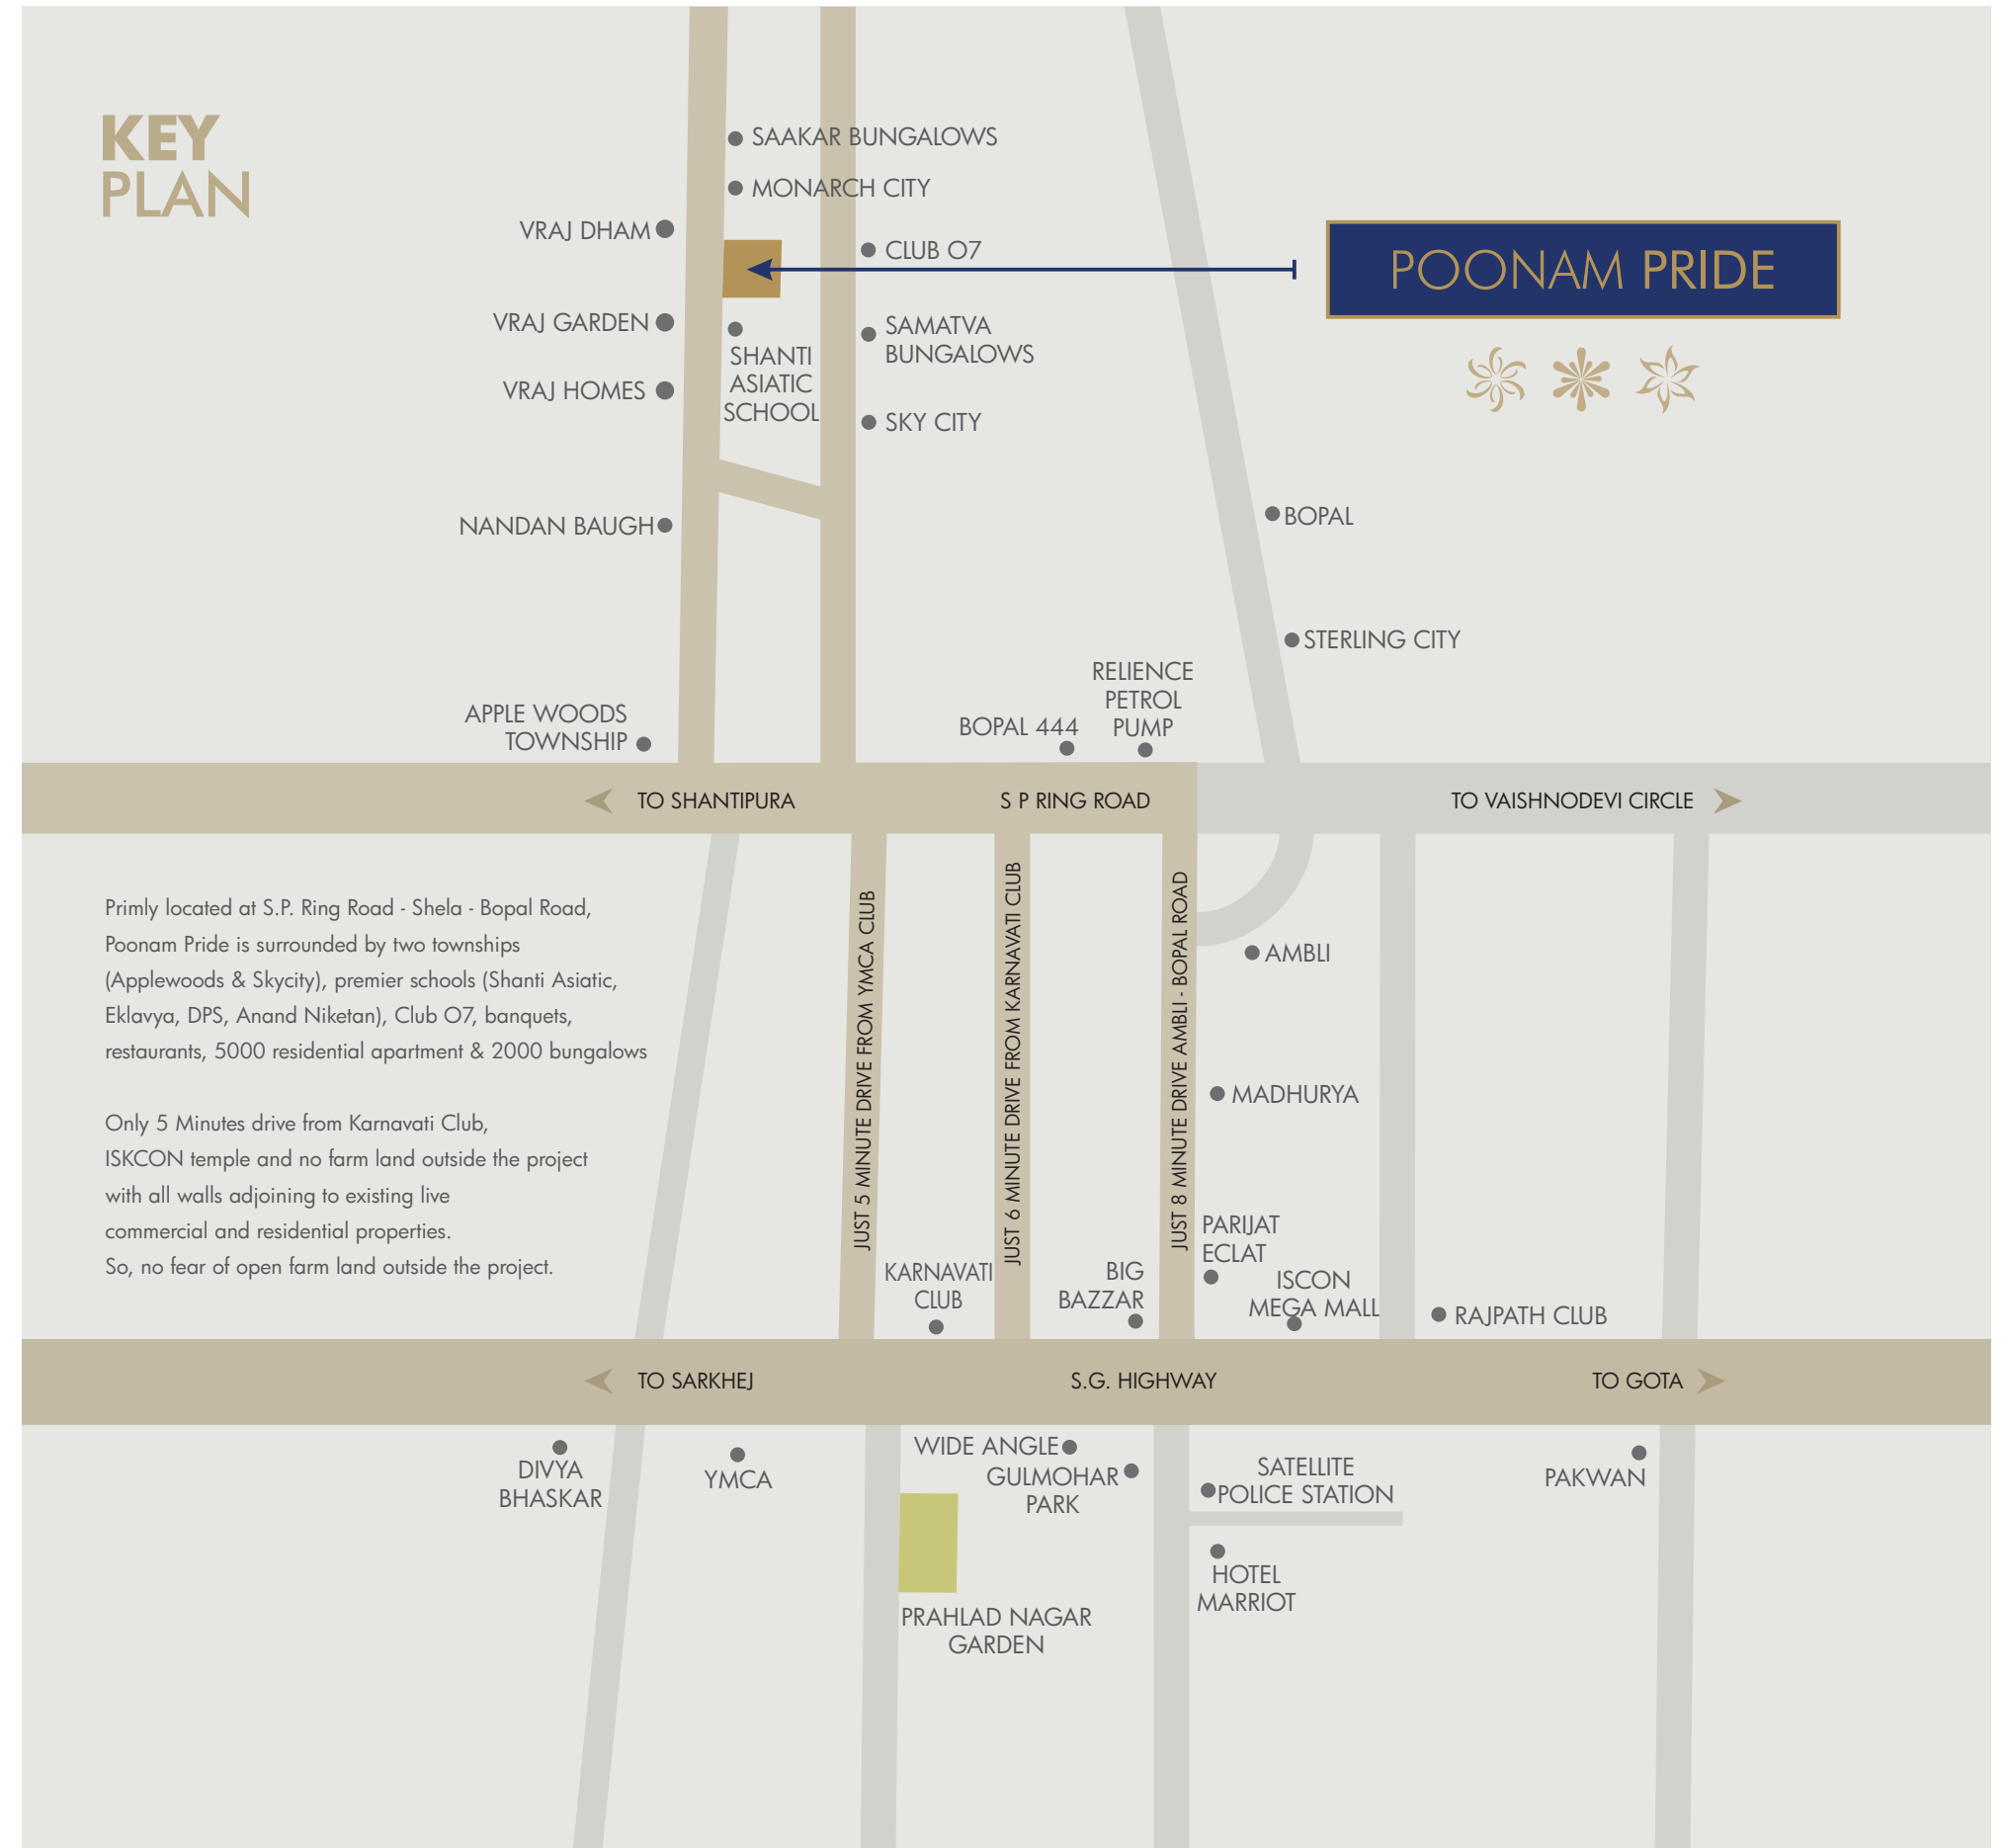 KEY
PLAN
SAAKAR BUNGALOWS
MONARCH CITY
VRAJ DHAM
CLUB O7
POONAM PRIDE
VRAJ GARDEN
SHANTI
ASIATIC
SCHOOL
SAMATVA
BUNGALOWS
VRAJ HOMES
SKY CITY
NANDAN BAUGH
BOPAL
STERLING CITY
APPLE WOODS
TOWNSHIP
BOPAL 444
RELIENCE
PETROL
PUMP
TO SHANTIPURA
S P RING ROAD
TO VAISHNODEVI CIRCLE
Primly located at S.P. Ring Road - Shela - Bopal Road,
Poonam Pride is surrounded by two townships
(Applewoods & Skycity), premier schools (Shanti Asiatic,
Eklavya, DPS, Anand Niketan), Club O7, banquets,
restaurants, 5000 residential apartment & 2000 bungalows
Only 5 Minutes drive from Karnavati Club,
ISKCON temple and no farm land outside the project
with all walls adjoining to existing live
commercial and residential properties.
So, no fear of open farm land outside the project.
JUST 5 MINUTE DRIVE FROM YMCA CLUB
JUST 6 MINUTE DRIVE FROM KARNAVATI CLUB
JUST 8 MINUTE DRIVE AMBLI - BOPAL ROAD
AMBLI
MADHURYA
PARIJAT
ECLAT
KARNAVATI
CLUB
BIG
BAZZAR
ISCON
MEGA MALL
RAJPATH CLUB
TO SARKHEJ
S.G. HIGHWAY
TO GOTA
DIVYA
BHASKAR
YMCA
WIDE ANGLE
GULMOHAR
PARK
SATELLITE
POLICE STATION
PAKWAN
HOTEL
MARRIOT
PRAHLAD NAGAR
GARDEN